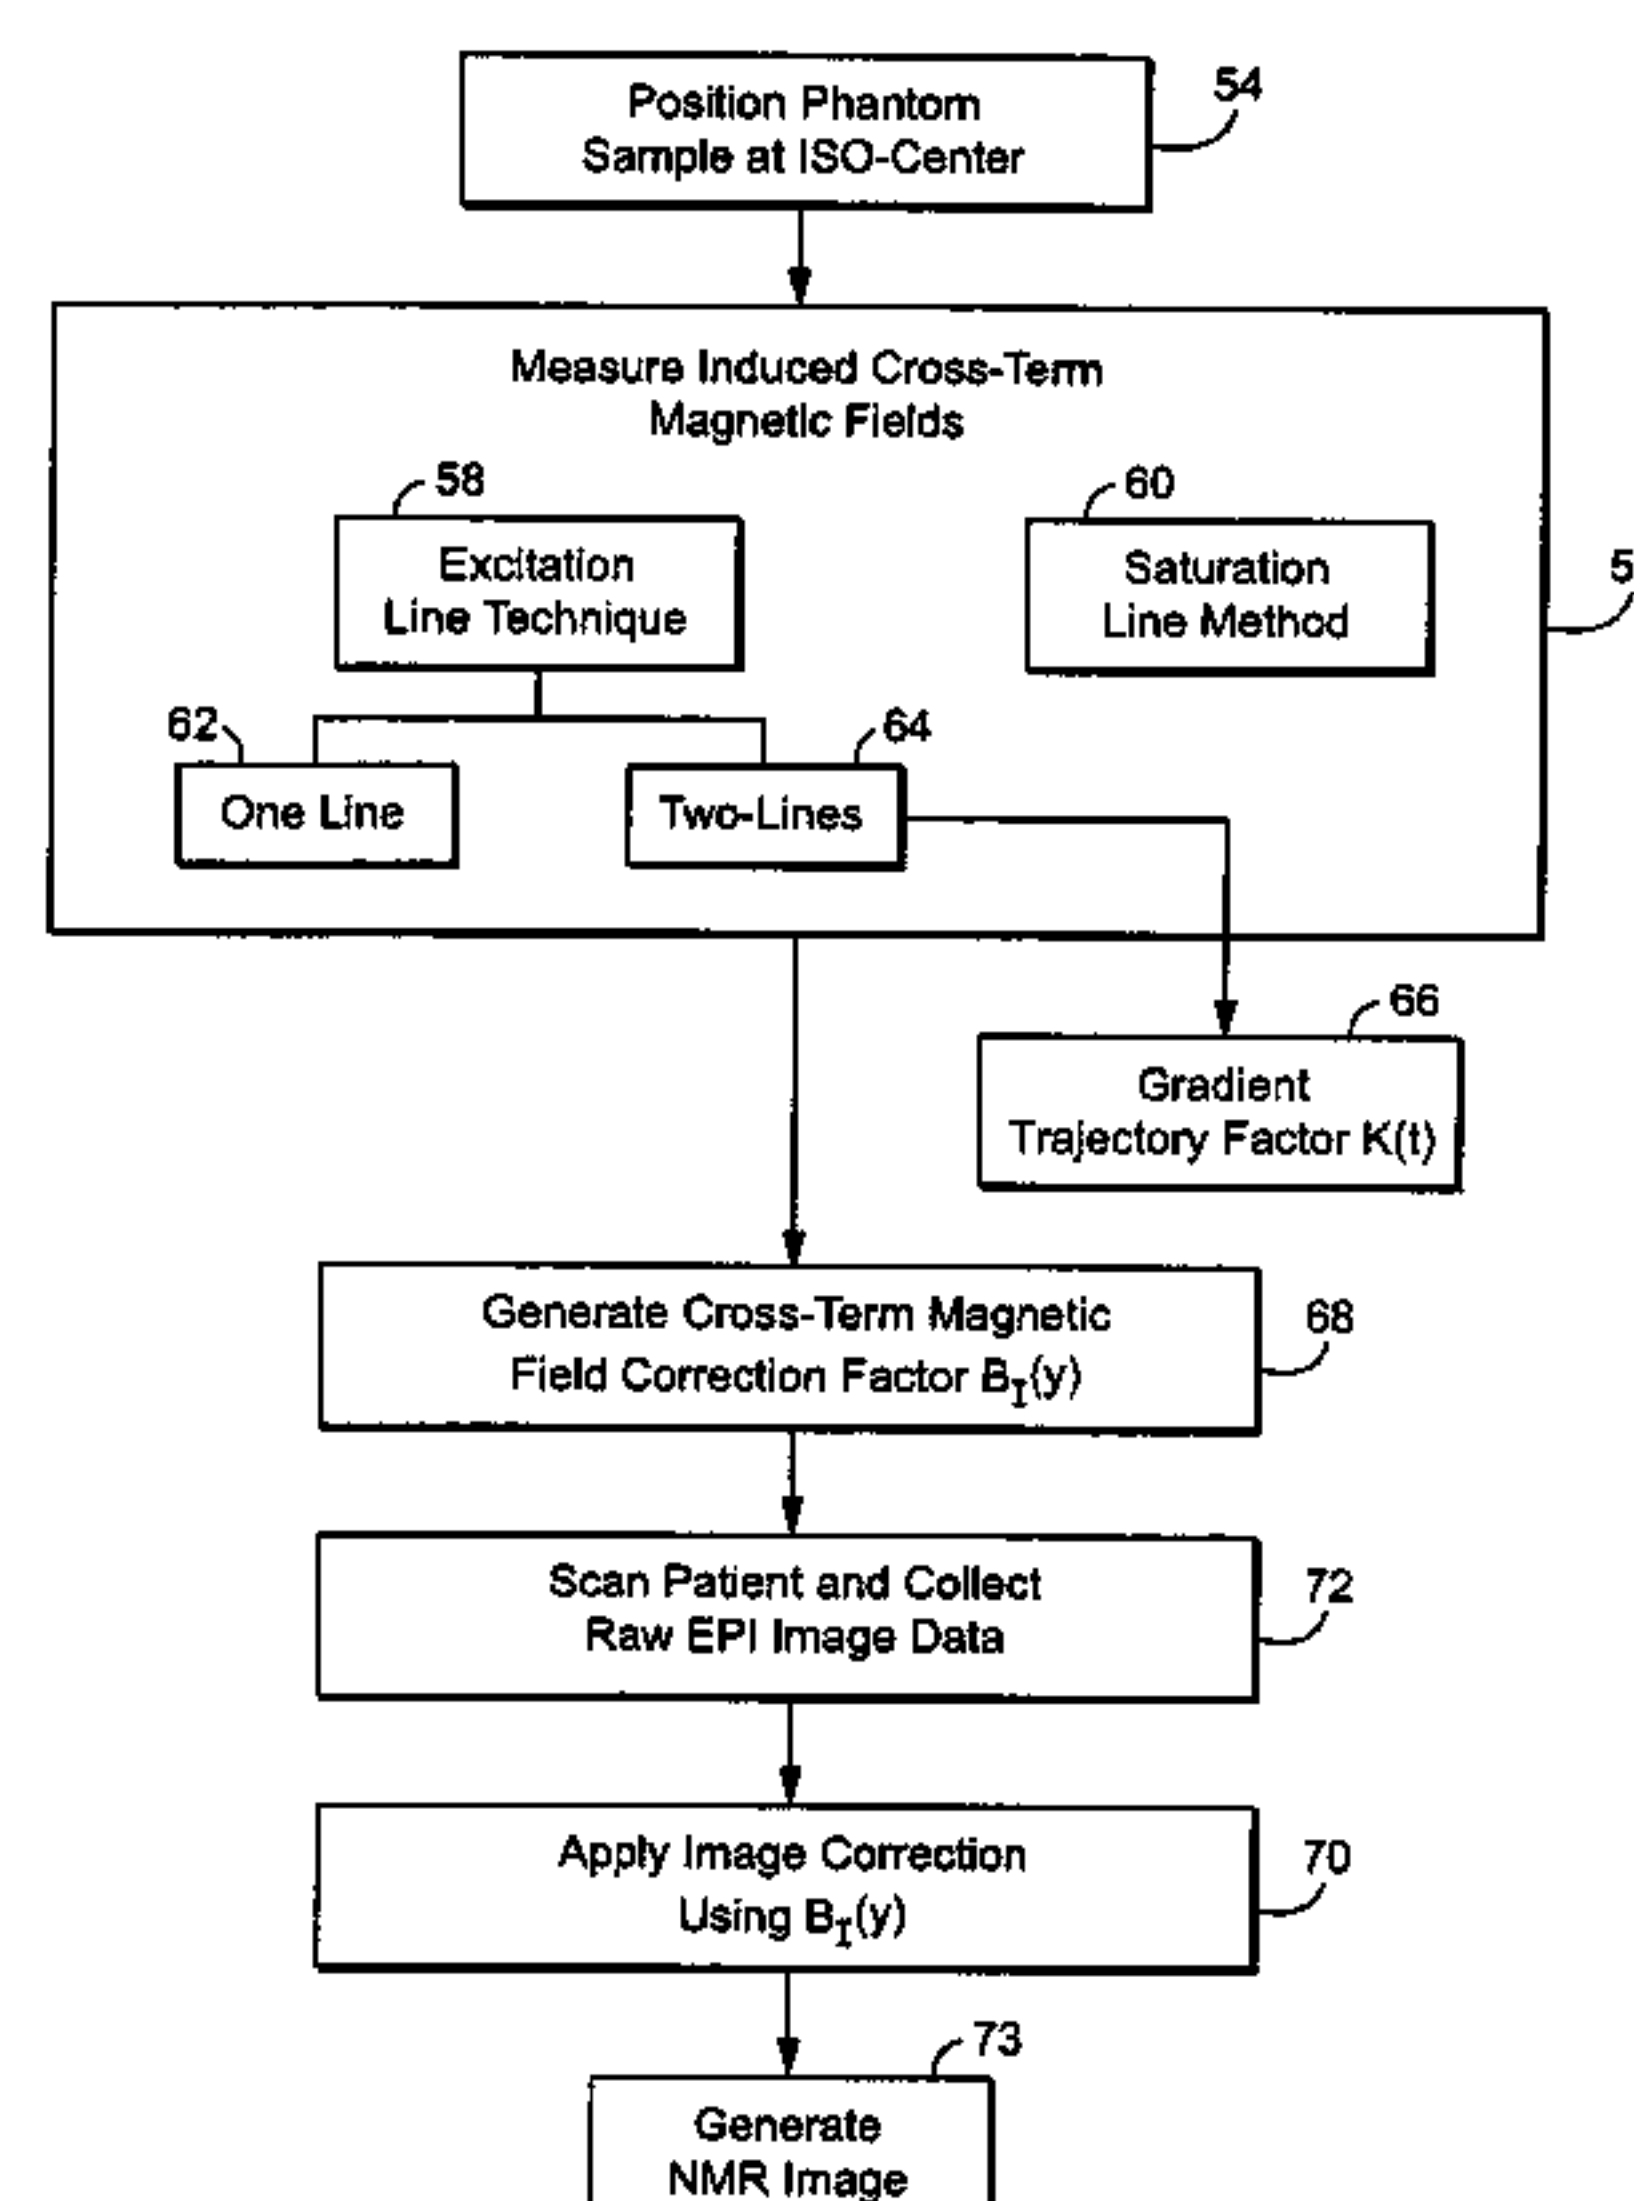 Position Phantom
Sample at ISO-Center
54
Measure Induced Cross-Term
Magnetic Fields
58
Excitation
Line Technique
60
Saturation
Line Method
5
62
One Line
64
Two-Lines
66
Gradient
Trajectory Factor K(t)
Generate Cross-Term Magnetic
Field Correction Factor B_I(y)
68
Scan Patient and Collect
Raw EPI Image Data
72
Apply Image Correction
Using B_I(y)
70
73
Generate
NMR Image